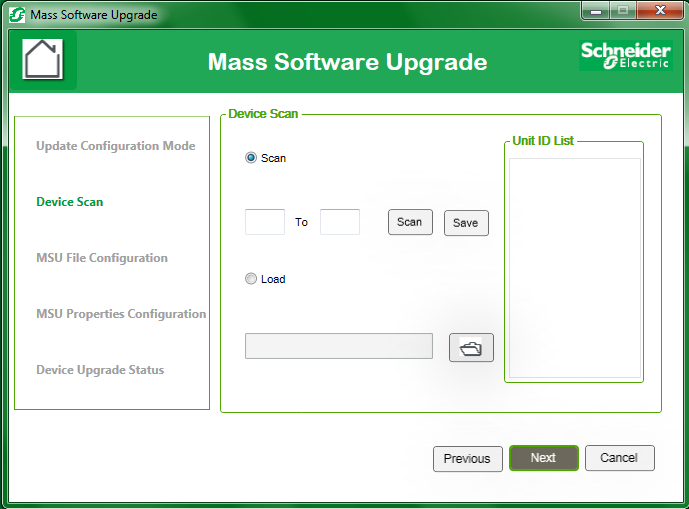 Mass Software Upgrade
Mass Software Upgrade
Schneider
Electric
Update Configuration Mode
Device Scan
MSU File Configuration
MSU Properties Configuration
Device Upgrade Status
Device Scan
Scan
To
Scan
Save
Load
Unit ID List
Previous
Next
Cancel